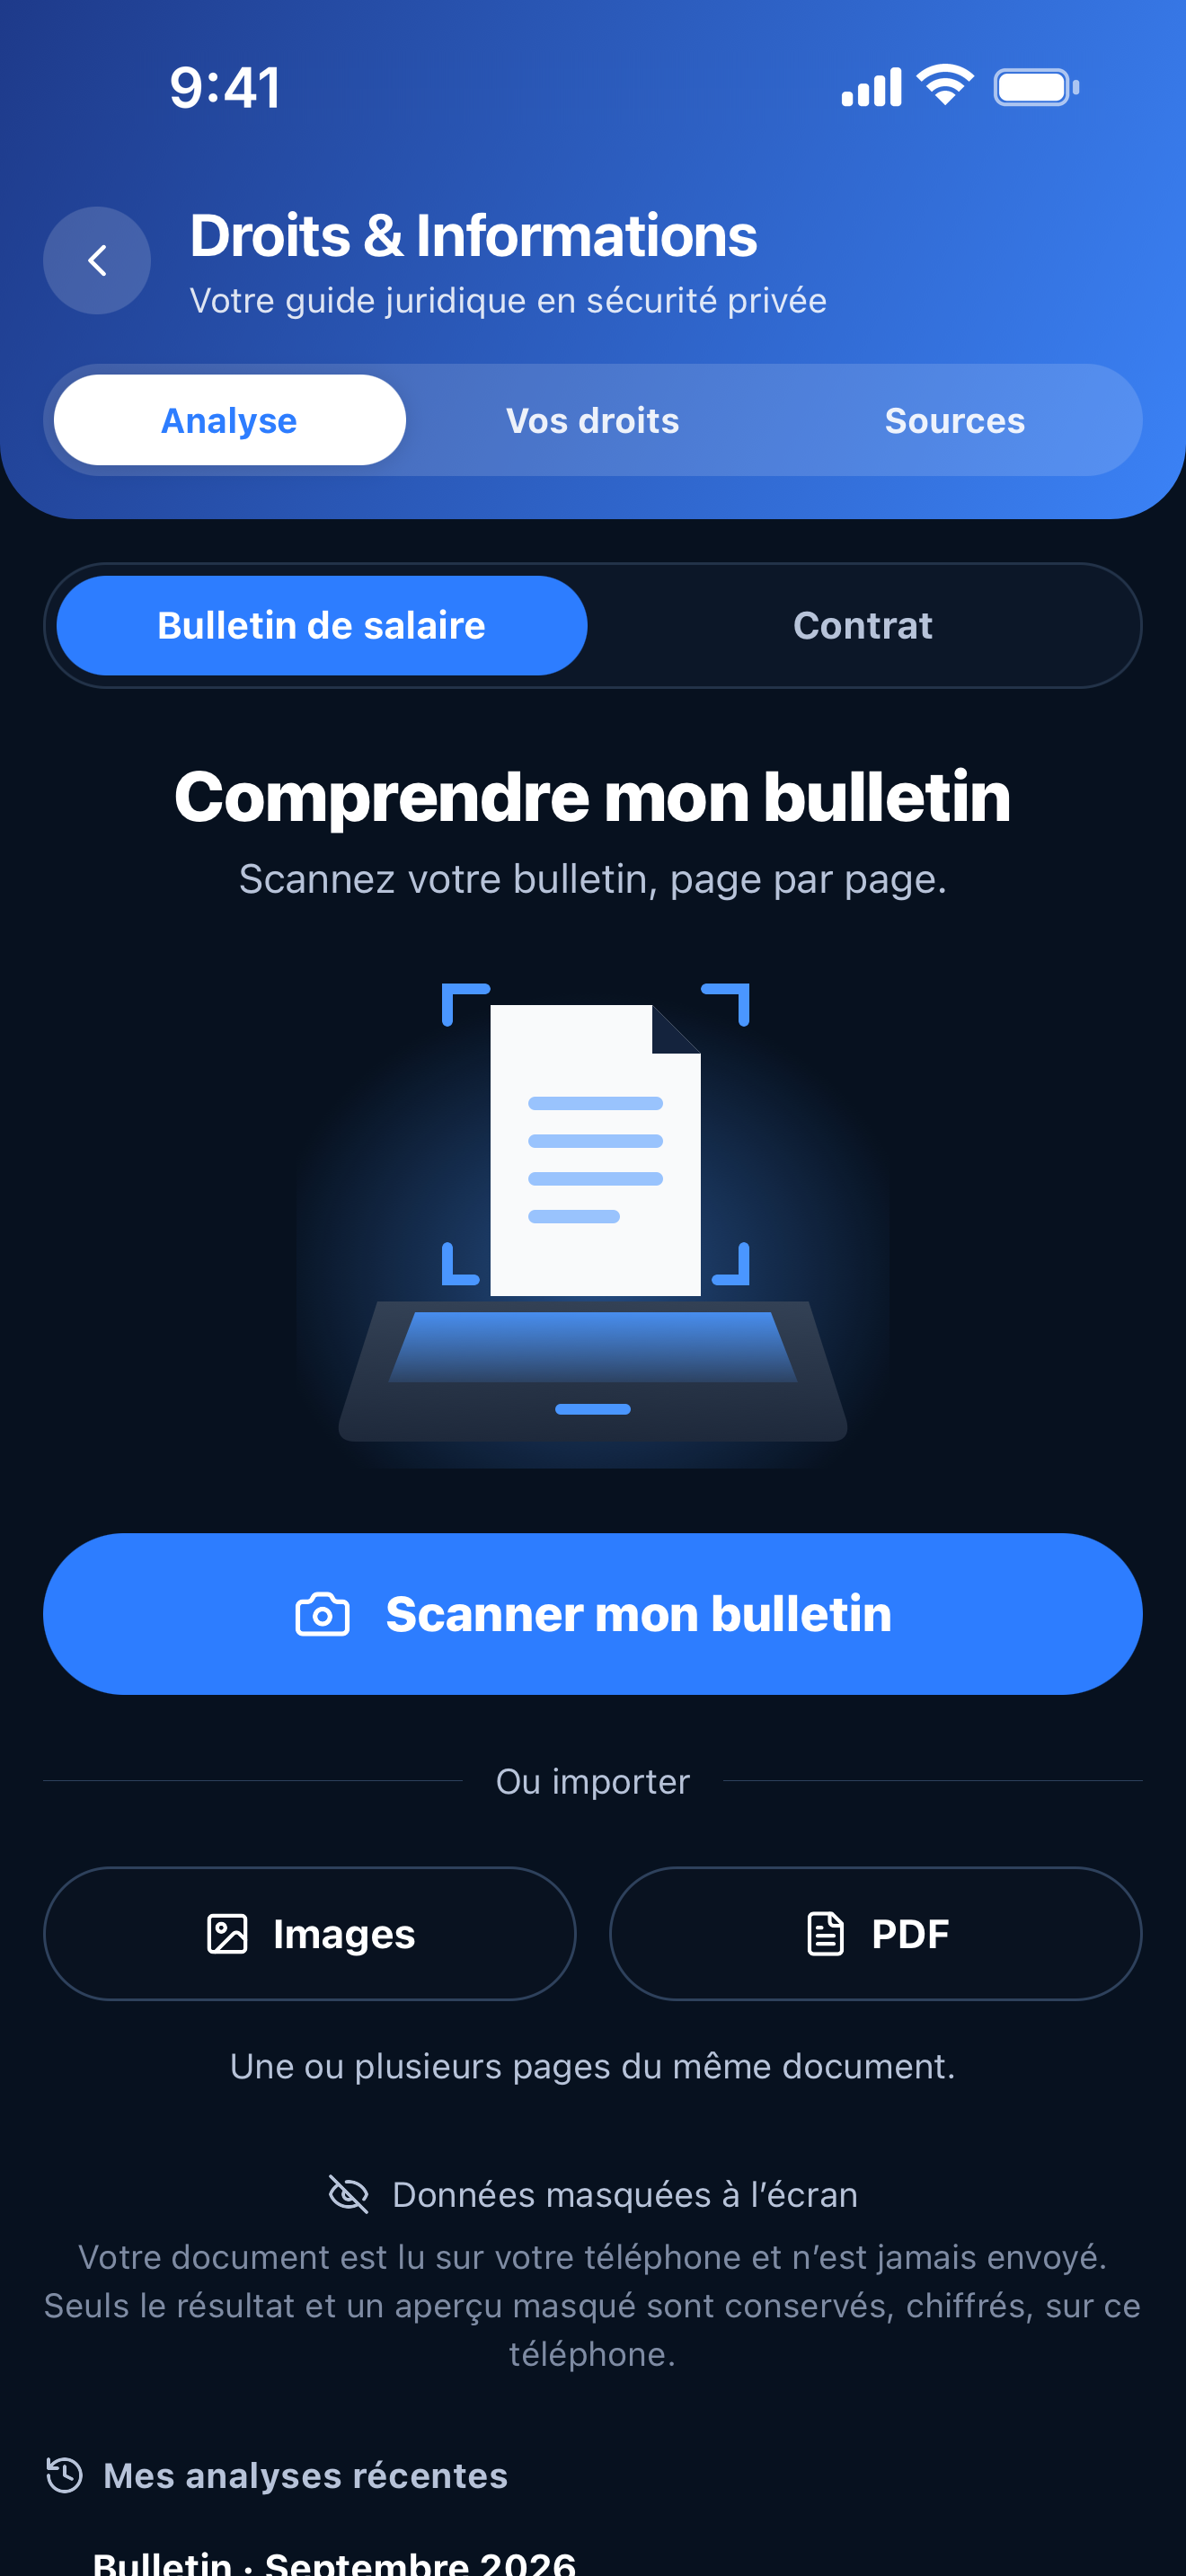 9:41
Droits & Informations
Votre guide juridique en sécurité privée
Analyse
Vos droits
Sources
Bulletin de salaire
Contrat
Comprendre mon bulletin
Scannez votre bulletin, page par page.
Scanner mon bulletin
Ou importer
Images
PDF
Une ou plusieurs pages du même document.
Données masquées à l’écran
Votre document est lu sur votre téléphone et n’est jamais envoyé.
Seuls le résultat et un aperçu masqué sont conservés, chiffrés, sur ce
téléphone.
Mes analyses récentes
Bulletin · Septembre 2026